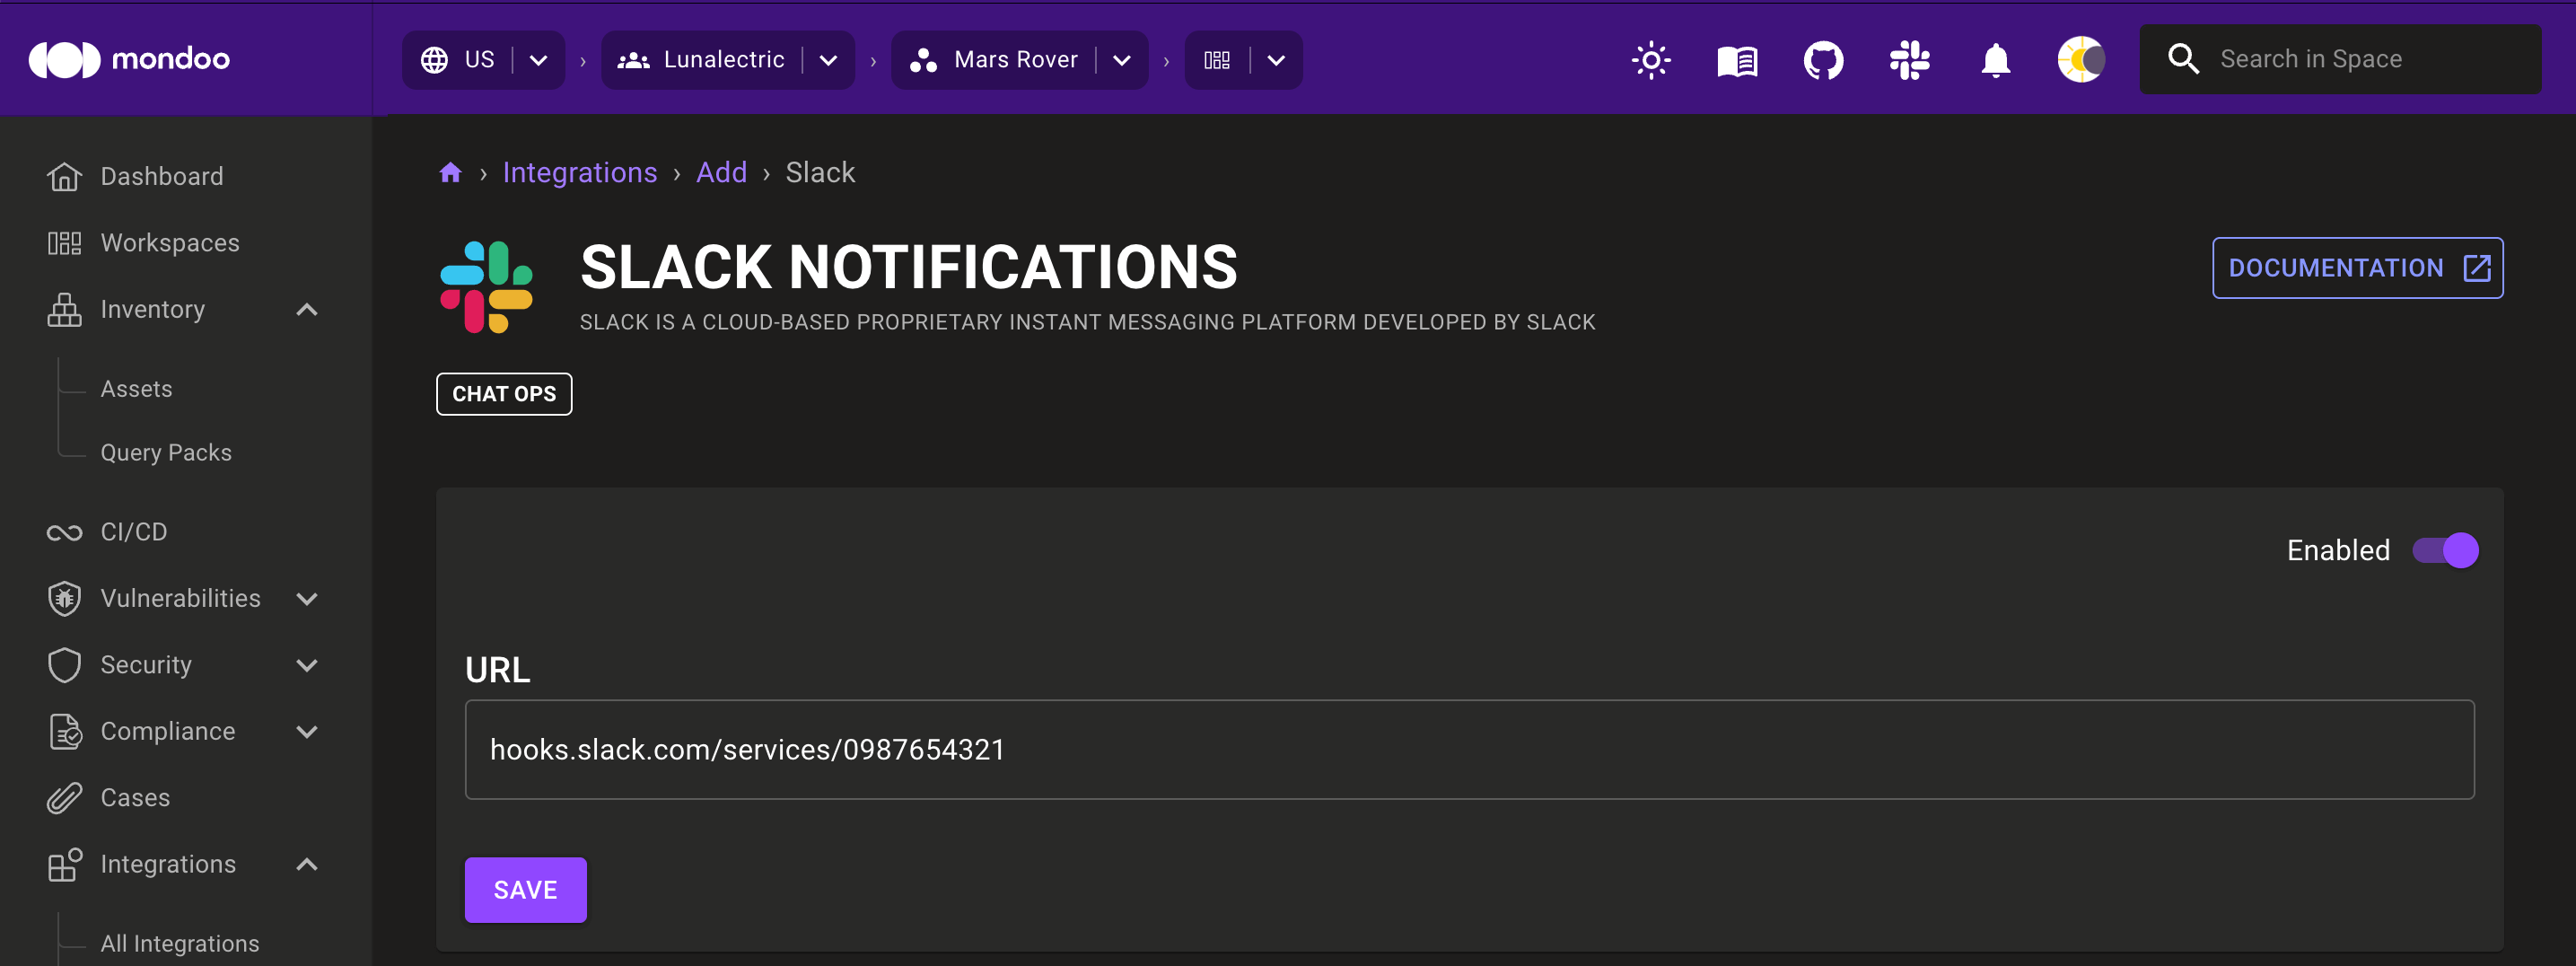 mondoo
US › Lunalectric › Mars Rover ›
Search in Space
Dashboard
Workspaces
Inventory
Assets
Query Packs
CI/CD
Vulnerabilities
Security
Compliance
Cases
Integrations
All Integrations
› Integrations › Add › Slack
SLACK NOTIFICATIONS
SLACK IS A CLOUD-BASED PROPRIETARY INSTANT MESSAGING PLATFORM DEVELOPED BY SLACK
DOCUMENTATION
CHAT OPS
Enabled
URL
hooks.slack.com/services/0987654321
SAVE